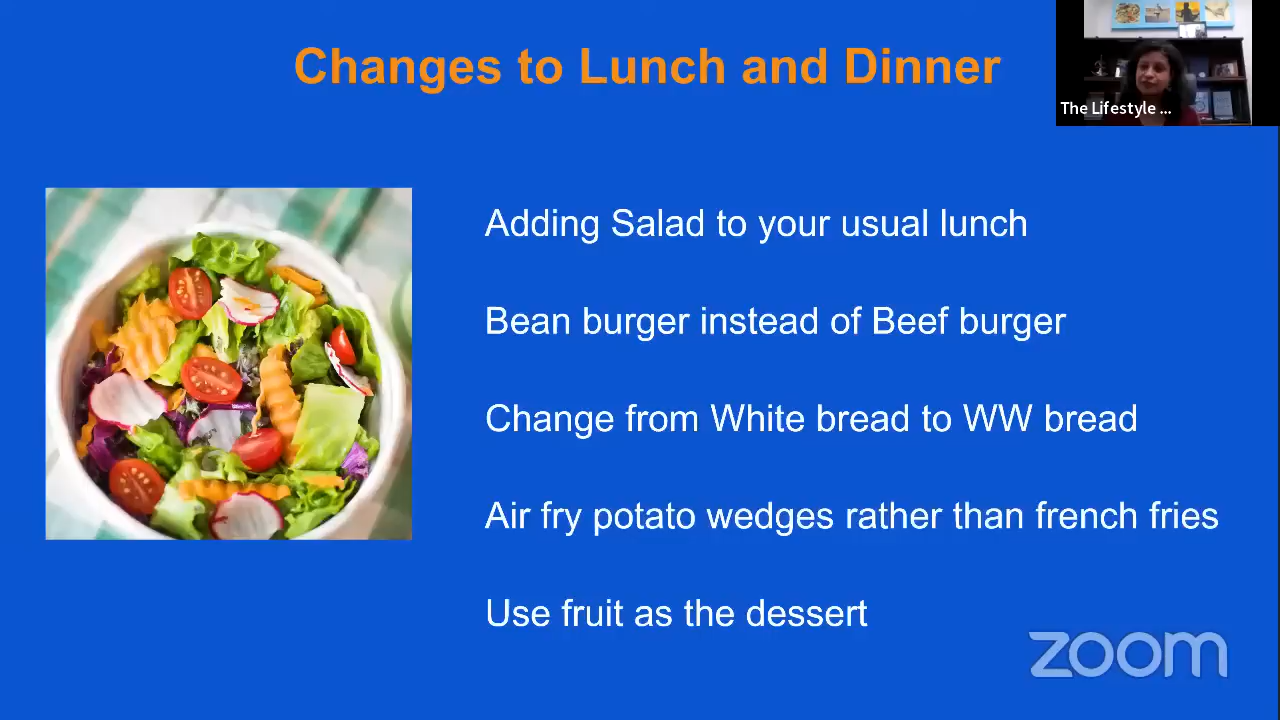 Changes to Lunch and Dinner
The Lifestyle ...
Adding Salad to your usual lunch
Bean burger instead of Beef burger
Change from White bread to WW bread
Air fry potato wedges rather than french fries
Use fruit as the dessert
zoom